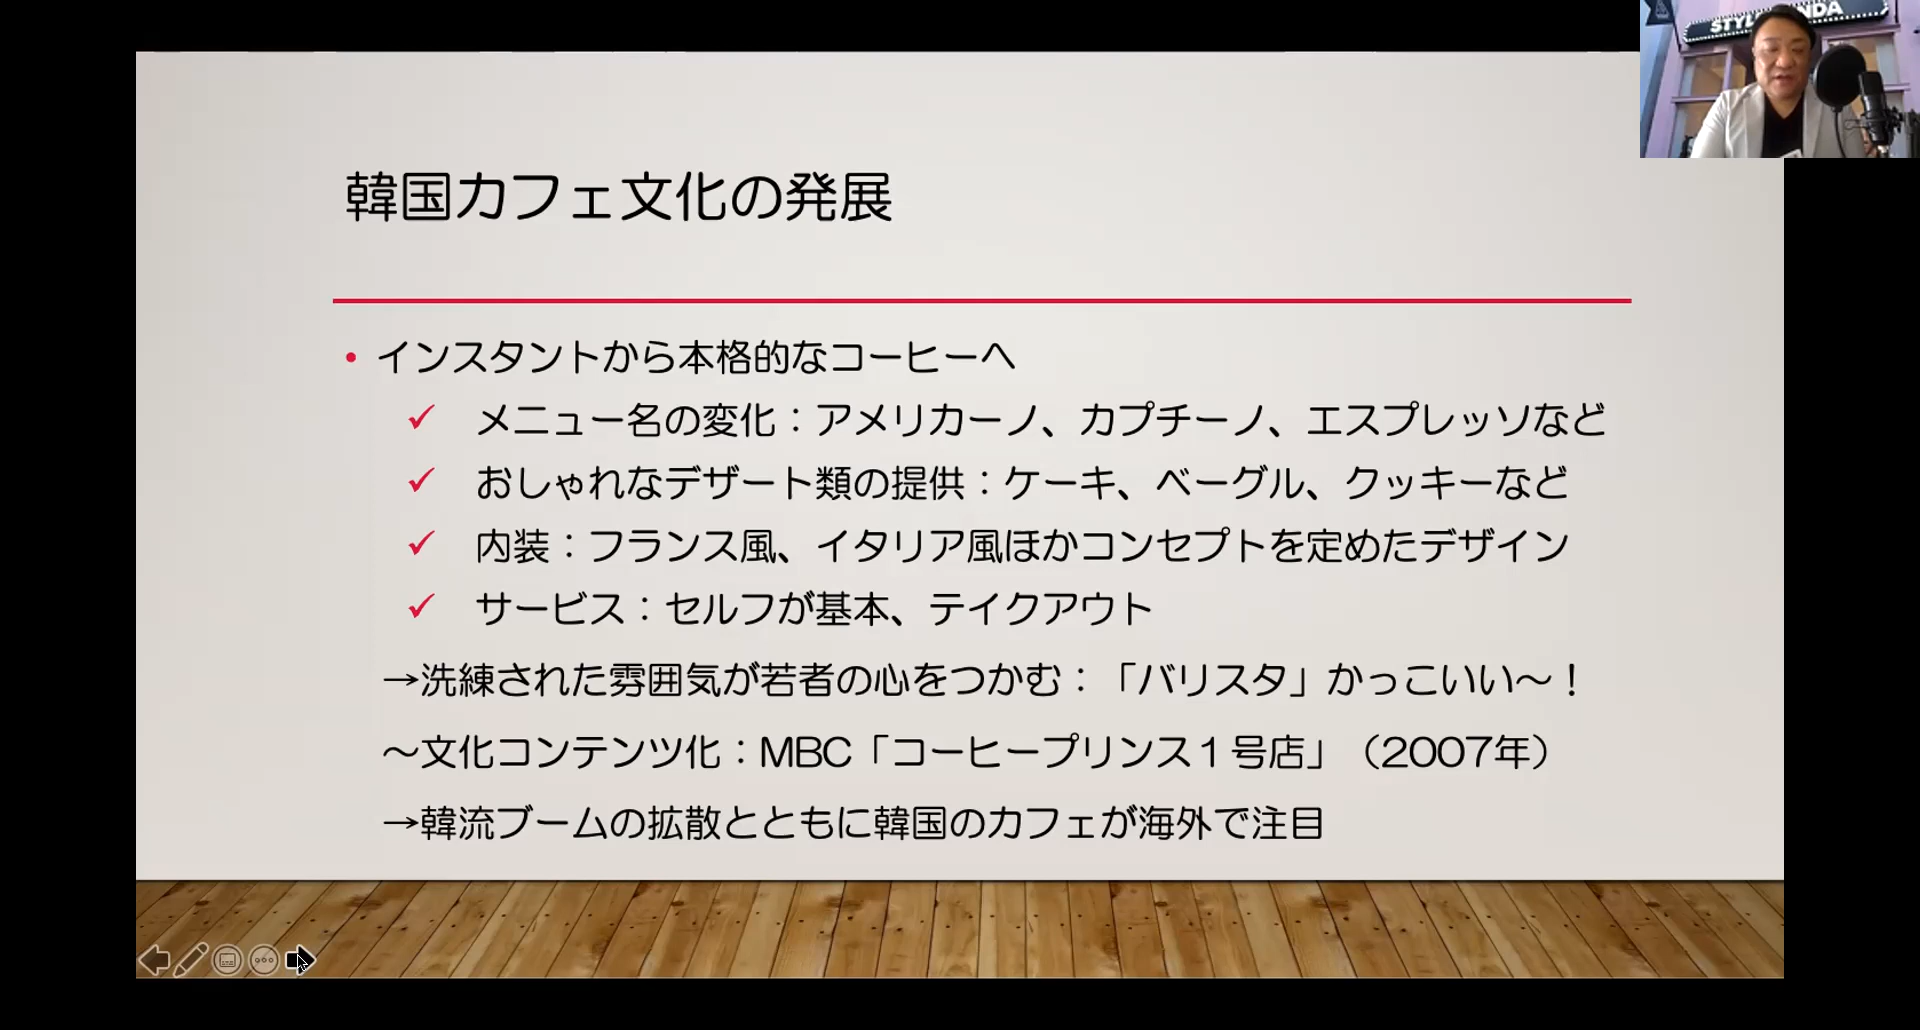 韓国カフェ文化の発展
• インスタントから本格的なコーヒーへ
✓ メニュー名の変化：アメリカーノ、カプチーノ、エスプレッソなど
✓ おしゃれなデザート類の提供：ケーキ、ベーグル、クッキーなど
✓ 内装：フランス風、イタリア風ほかコンセプトを定めたデザイン
✓ サービス：セルフが基本、テイクアウト
→洗練された雰囲気が若者の心をつかむ：「バリスタ」かっこいい～！
～文化コンテンツ化：MBC「コーヒープリンス１号店」（2007年）
→韓流ブームの拡散とともに韓国のカフェが海外で注目